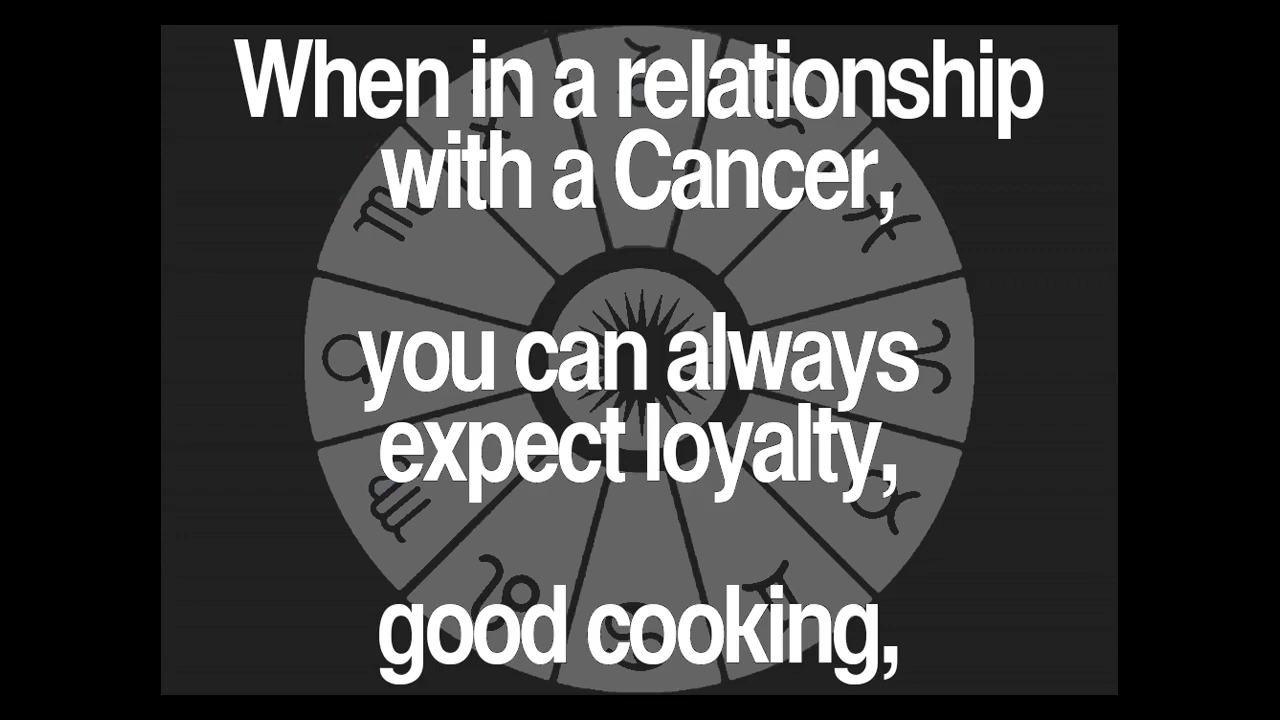 When in a relationship
with a Cancer,
you can always
expect loyalty,
good cooking,